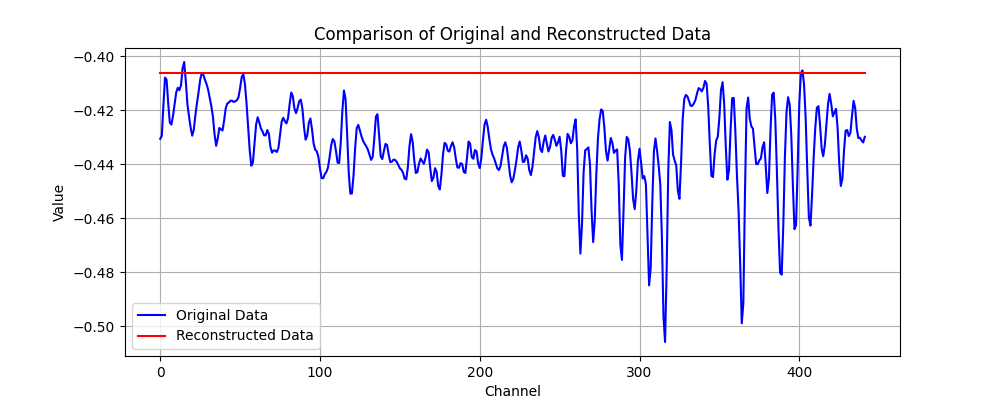 Comparison of Original and Reconstructed Data
−0.40
−0.42
−0.44
−0.46
−0.48
−0.50
Value
Original Data
Reconstructed Data
0 100 200 300 400
Channel